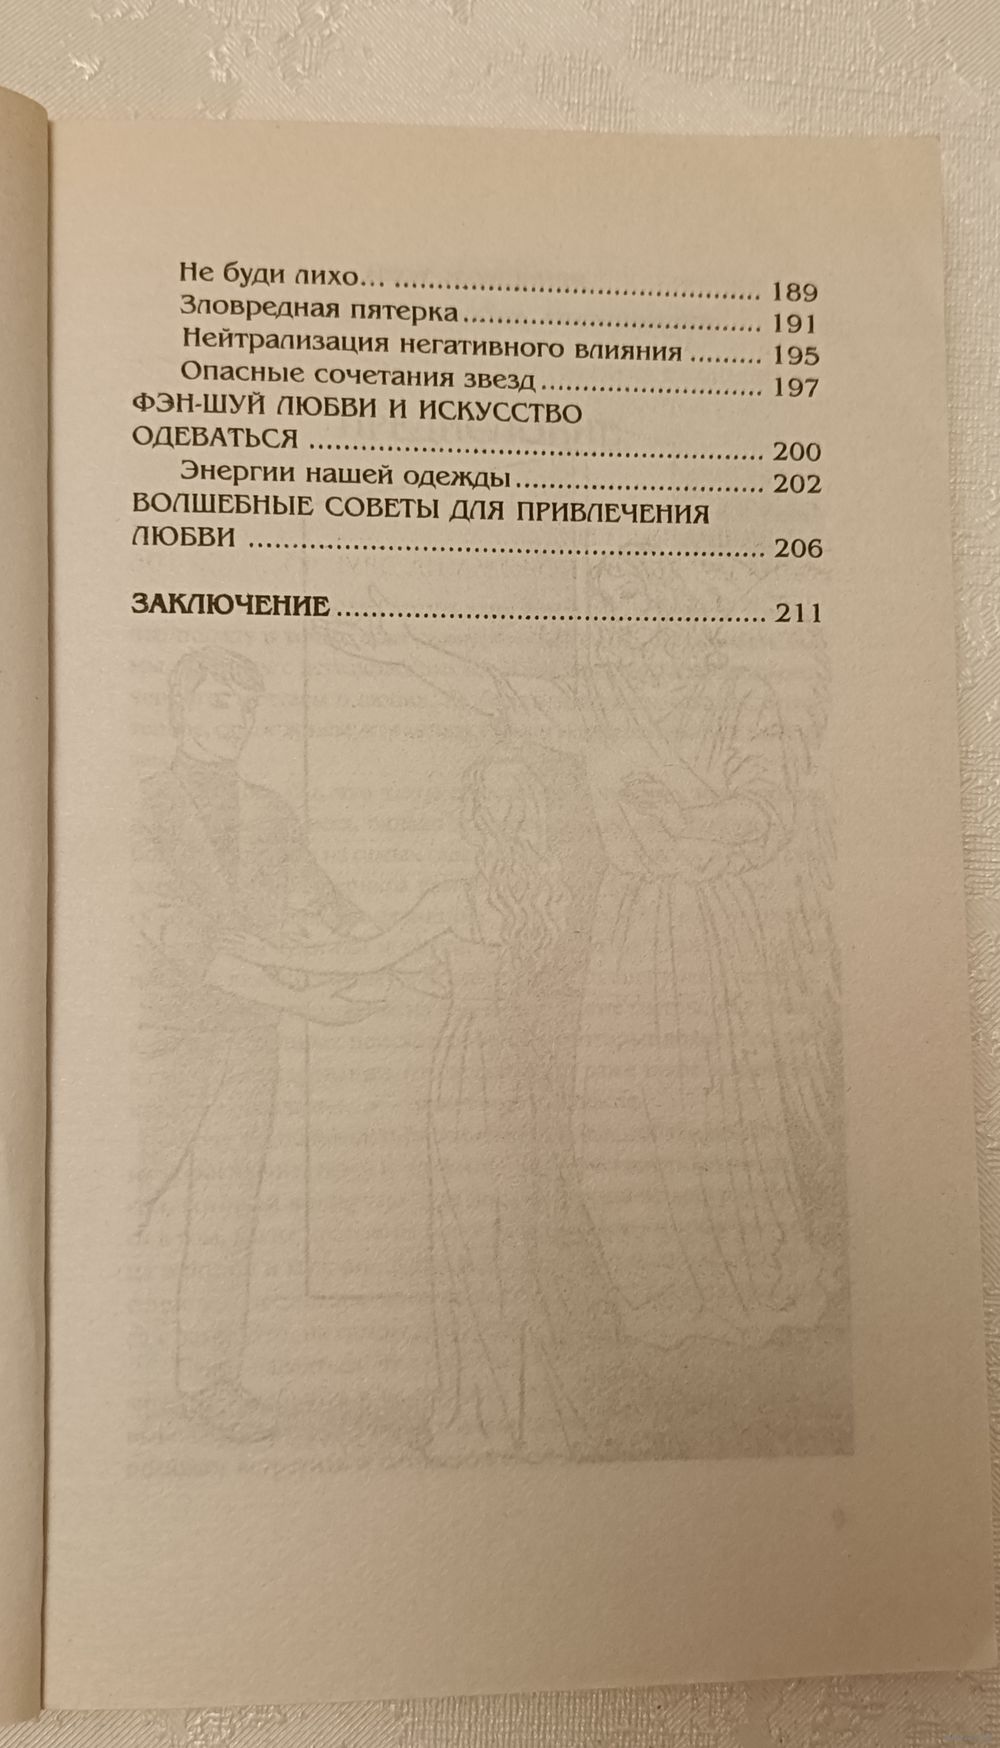 Не буди лихо... .......................................... 189
Зловредная пятерка.................................. 191
Нейтрализация негативного влияния ......... 195
Опасные сочетания звезд.......................... 197
ФЭН-ШУЙ ЛЮБВИ И ИСКУССТВО
ОДЕВАТЬСЯ ..................................................... 200
Энергии нашей одежды............................. 202
ВОЛШЕБНЫЕ СОВЕТЫ ДЛЯ ПРИВЛЕЧЕНИЯ
ЛЮБВИ ............................................................ 206
ЗАКЛЮЧЕНИЕ.................................................. 211